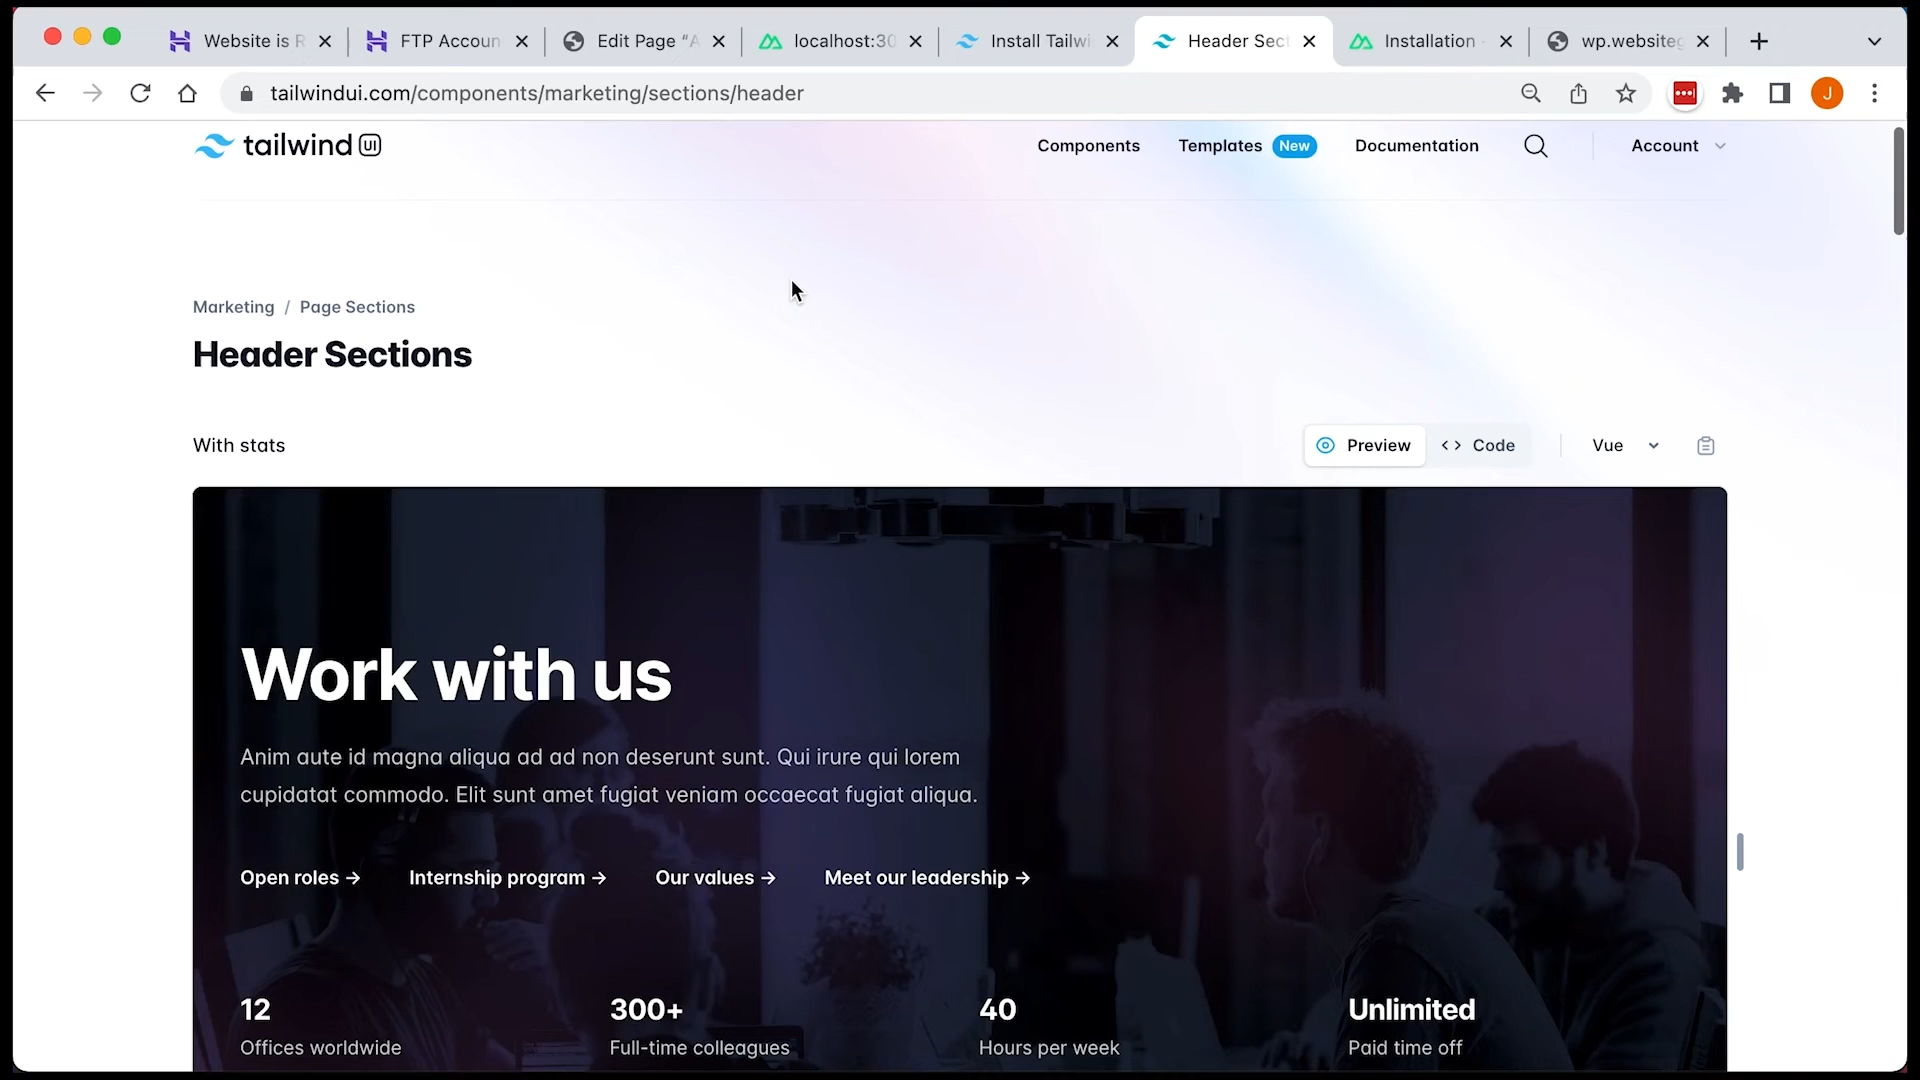 Website is R
FTP Accoun
Edit Page “A
localhost:30
Install Tailwi
Header Sect
Installation
wp.websiteg
tailwindui.com/components/marketing/sections/header
J
tailwind UI
Components
Templates
New
Documentation
Account
Marketing / Page Sections
Header Sections
With stats
Preview
Code
Vue
Work with us
Anim aute id magna aliqua ad ad non deserunt sunt. Qui irure qui lorem
cupidatat commodo. Elit sunt amet fugiat veniam occaecat fugiat aliqua.
Open roles →
Internship program →
Our values →
Meet our leadership →
12
300+
40
Unlimited
Offices worldwide
Full-time colleagues
Hours per week
Paid time off